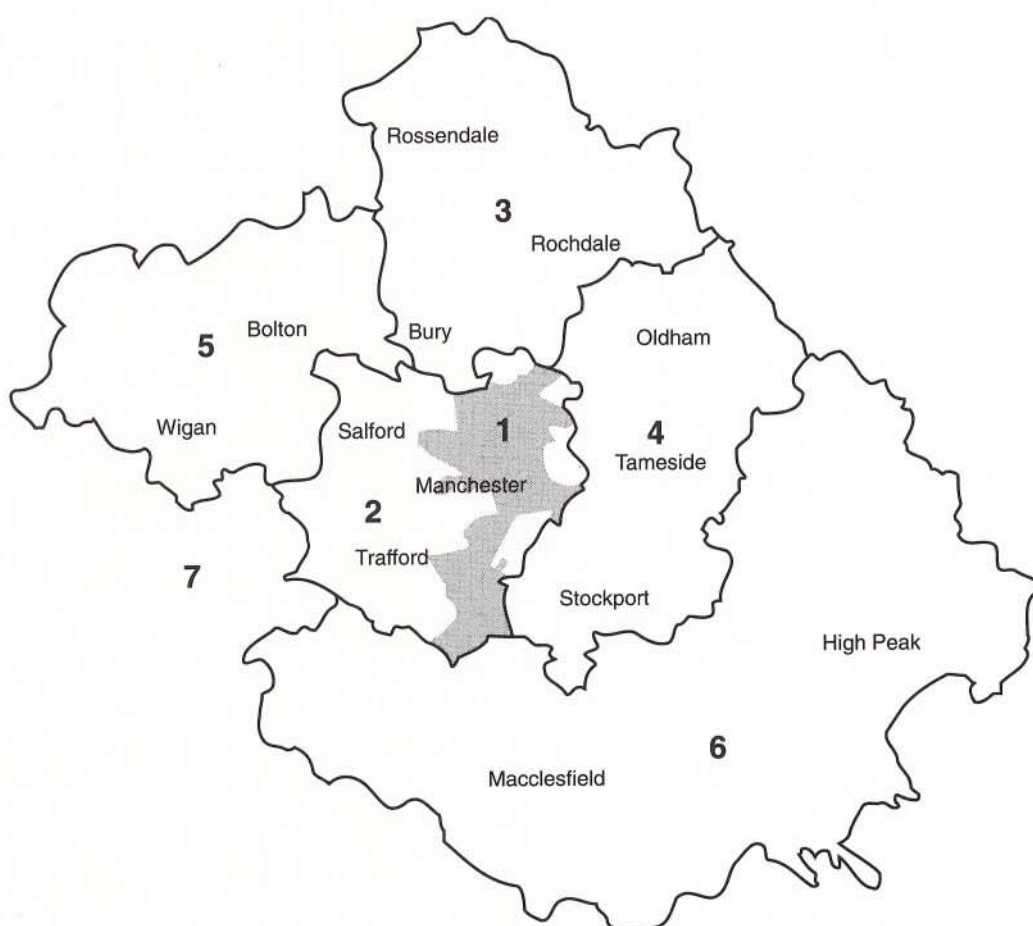 Rossendale
3
Rochdale
Bury
Oldham
5
Bolton
Wigan
Salford
1
4
Tameside
Manchester
2
Trafford
7
Stockport
High Peak
6
Macclesfield